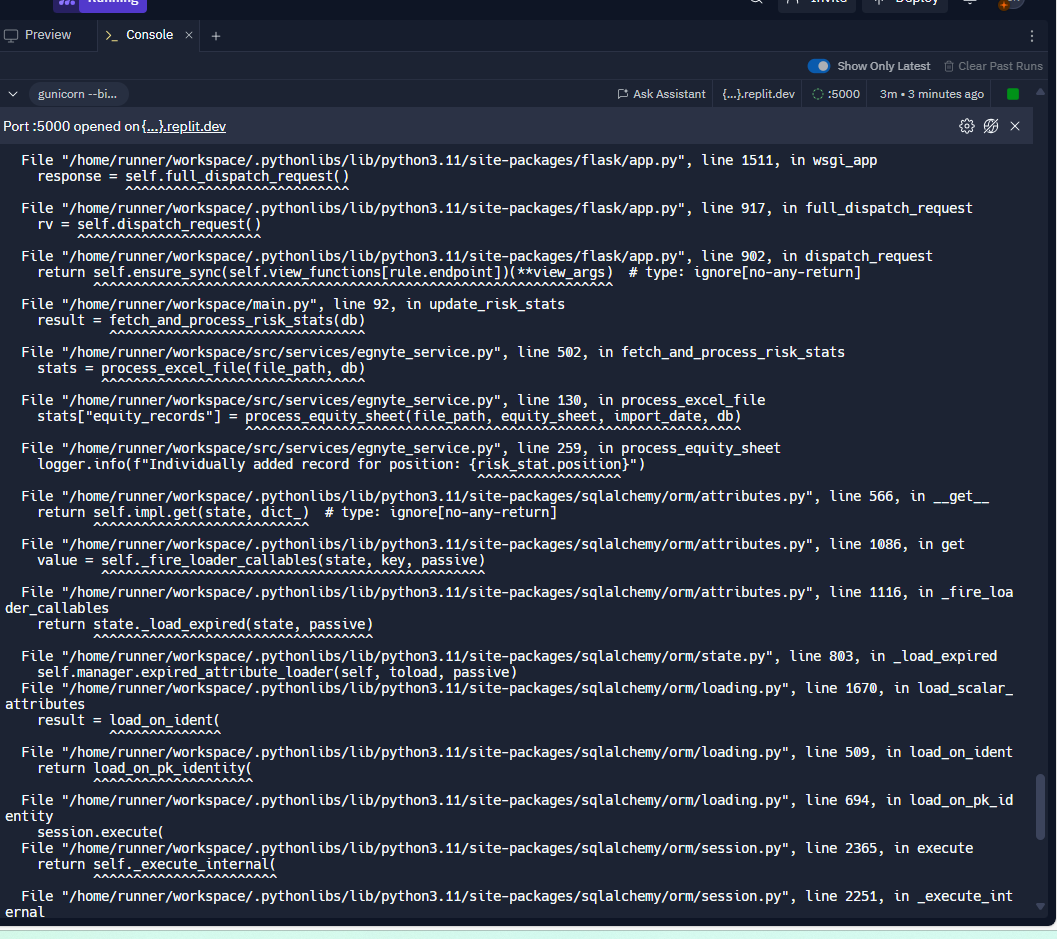 Running
Invite
Deploy
Preview
>_ Console × +
Show Only Latest
Clear Past Runs
gunicorn --bi...
Ask Assistant
{...}.replit.dev
:5000
3m • 3 minutes ago
Port :5000 opened on {...}.replit.dev
File "/home/runner/workspace/.pythonlibs/lib/python3.11/site-packages/flask/app.py", line 1511, in wsgi_app
response = self.full_dispatch_request()
^^^^^^^^^^^^^^^^^^^^^^^^^^^^
File "/home/runner/workspace/.pythonlibs/lib/python3.11/site-packages/flask/app.py", line 917, in full_dispatch_request
rv = self.dispatch_request()
^^^^^^^^^^^^^^^^^^^^^^^
File "/home/runner/workspace/.pythonlibs/lib/python3.11/site-packages/flask/app.py", line 902, in dispatch_request
return self.ensure_sync(self.view_functions[rule.endpoint])(**view_args)  # type: ignore[no-any-return]
^^^^^^^^^^^^^^^^^^^^^^^^^^^^^^^^^^^^^^^^^^^^^^^^^^^^^^^^^^^^^^^^^
File "/home/runner/workspace/main.py", line 92, in update_risk_stats
result = fetch_and_process_risk_stats(db)
^^^^^^^^^^^^^^^^^^^^^^^^^^^^^^^^
File "/home/runner/workspace/src/services/egnyte_service.py", line 502, in fetch_and_process_risk_stats
stats = process_excel_file(file_path, db)
^^^^^^^^^^^^^^^^^^^^^^^^^^^^^^^^^
File "/home/runner/workspace/src/services/egnyte_service.py", line 130, in process_excel_file
stats["equity_records"] = process_equity_sheet(file_path, equity_sheet, import_date, db)
^^^^^^^^^^^^^^^^^^^^^^^^^^^^^^^^^^^^^^^^^^^^^^^^^^^^^^^^^^^^^^
File "/home/runner/workspace/src/services/egnyte_service.py", line 259, in process_equity_sheet
logger.info(f"Individually added record for position: {risk_stat.position}")
^^^^^^^^^^^^^^^^^^
File "/home/runner/workspace/.pythonlibs/lib/python3.11/site-packages/sqlalchemy/orm/attributes.py", line 566, in __get__
return self.impl.get(state, dict_)  # type: ignore[no-any-return]
^^^^^^^^^^^^^^^^^^^^^^^^^^^
File "/home/runner/workspace/.pythonlibs/lib/python3.11/site-packages/sqlalchemy/orm/attributes.py", line 1086, in get
value = self._fire_loader_callables(state, key, passive)
^^^^^^^^^^^^^^^^^^^^^^^^^^^^^^^^^^^^^^^^^^^^^^^^
File "/home/runner/workspace/.pythonlibs/lib/python3.11/site-packages/sqlalchemy/orm/attributes.py", line 1116, in _fire_loa
der_callables
return state._load_expired(state, passive)
^^^^^^^^^^^^^^^^^^^^^^^^^^^^^^^^^^^
File "/home/runner/workspace/.pythonlibs/lib/python3.11/site-packages/sqlalchemy/orm/state.py", line 803, in _load_expired
self.manager.expired_attribute_loader(self, toload, passive)
File "/home/runner/workspace/.pythonlibs/lib/python3.11/site-packages/sqlalchemy/orm/loading.py", line 1670, in load_scalar_
attributes
result = load_on_ident(
^^^^^^^^^^^^^^
File "/home/runner/workspace/.pythonlibs/lib/python3.11/site-packages/sqlalchemy/orm/loading.py", line 509, in load_on_ident
return load_on_pk_identity(
^^^^^^^^^^^^^^^^^^^^
File "/home/runner/workspace/.pythonlibs/lib/python3.11/site-packages/sqlalchemy/orm/loading.py", line 694, in load_on_pk_id
entity
session.execute(
File "/home/runner/workspace/.pythonlibs/lib/python3.11/site-packages/sqlalchemy/orm/session.py", line 2365, in execute
return self._execute_internal(
^^^^^^^^^^^^^^^^^^^^^^^
File "/home/runner/workspace/.pythonlibs/lib/python3.11/site-packages/sqlalchemy/orm/session.py", line 2251, in _execute_int
ernal